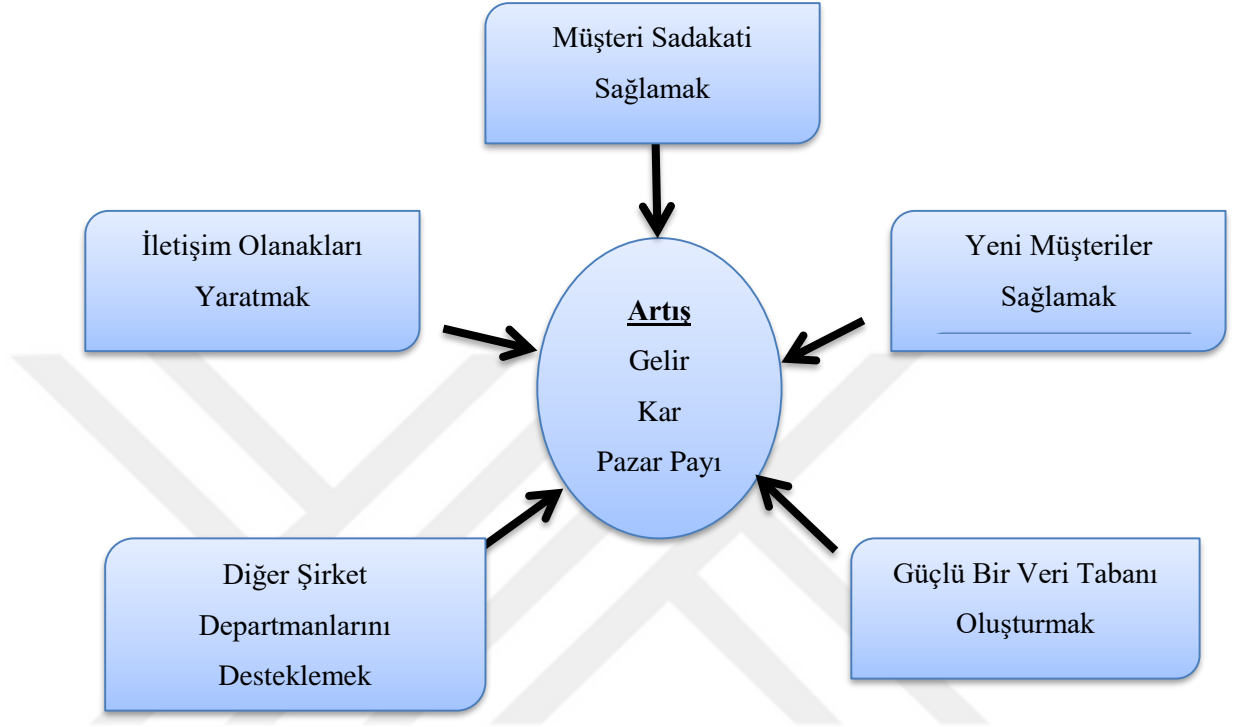 Müşteri Sadakati
Sağlamak
İletişim Olanakları
Yaratmak
Yeni Müşteriler
Sağlamak
Artış
Gelir
Kar
Pazar Payı
Diğer Şirket
Departmanlarını
Desteklemek
Güçlü Bir Veri Tabanı
Oluşturmak